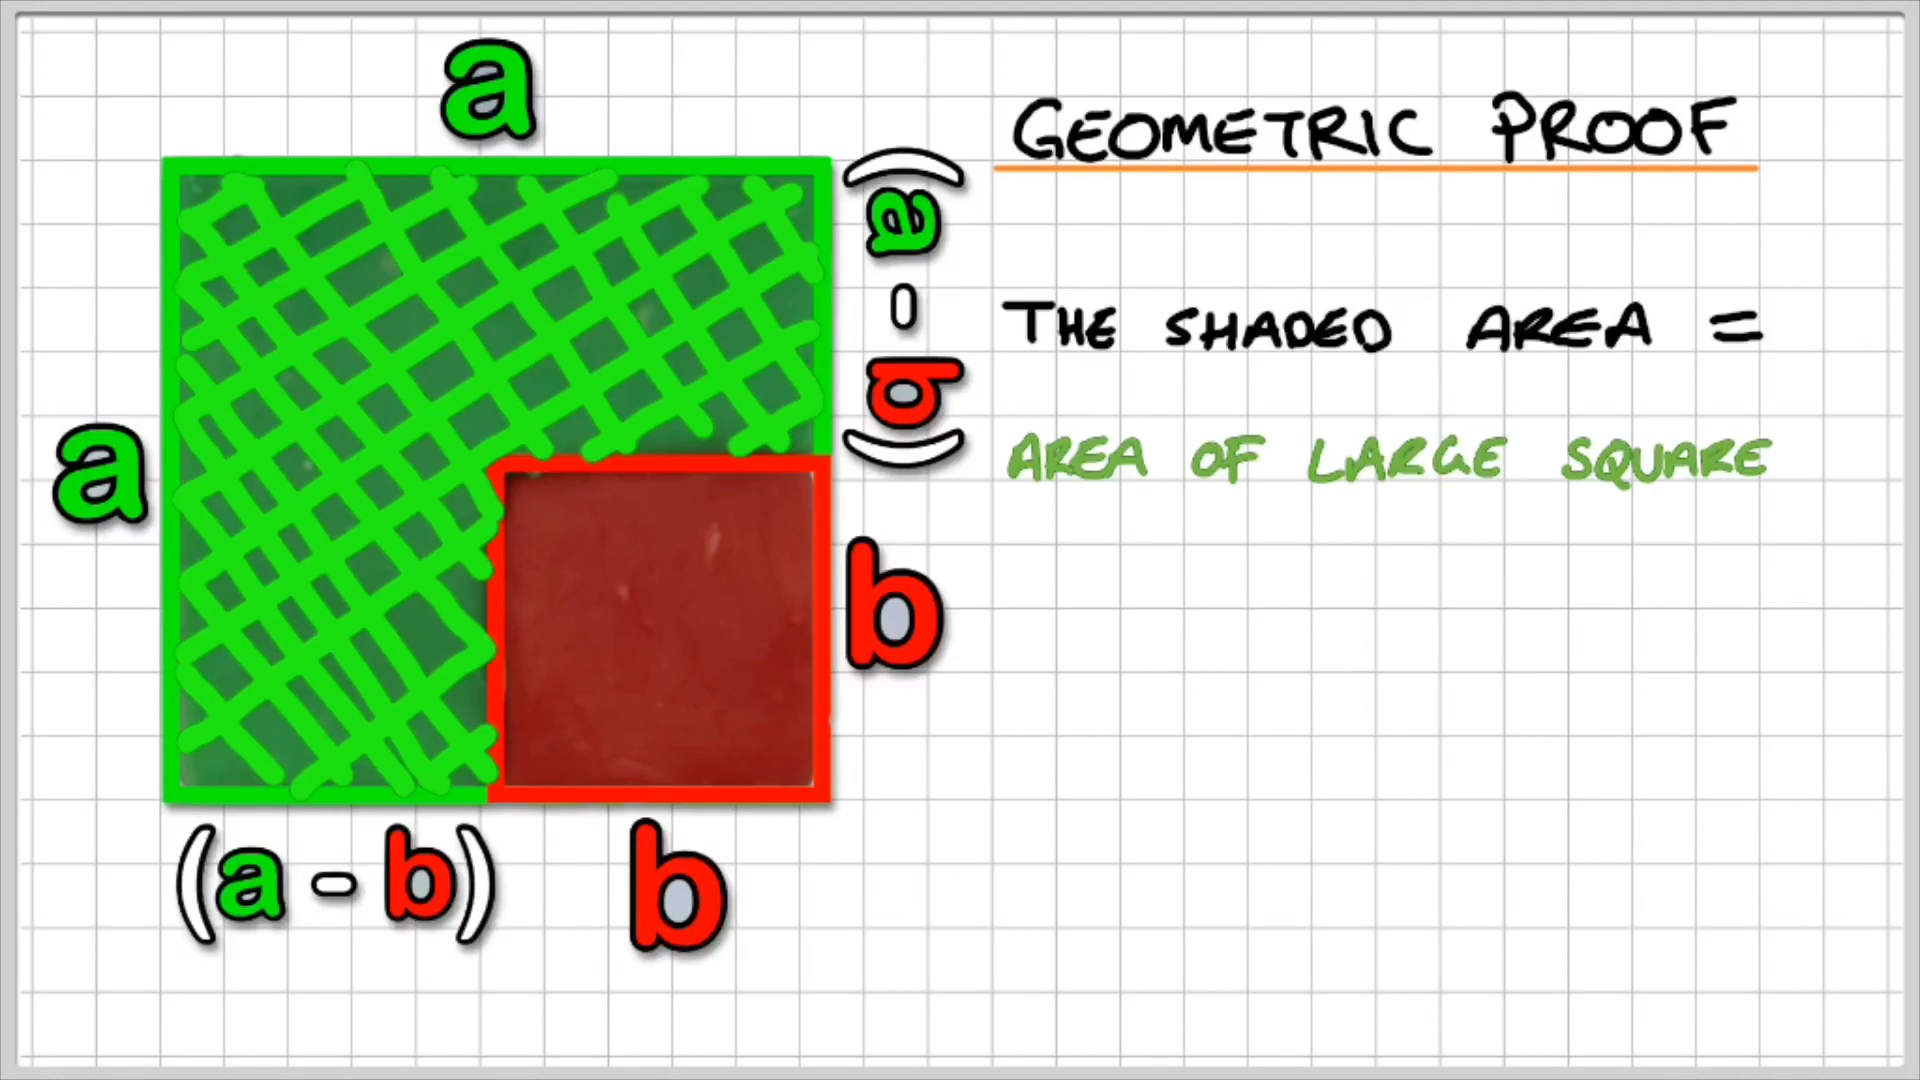 a
GEOMETRIC PROOF
(a - b)
THE SHADED AREA =
a
AREA OF LARGE SQUARE
b
(a - b)
b